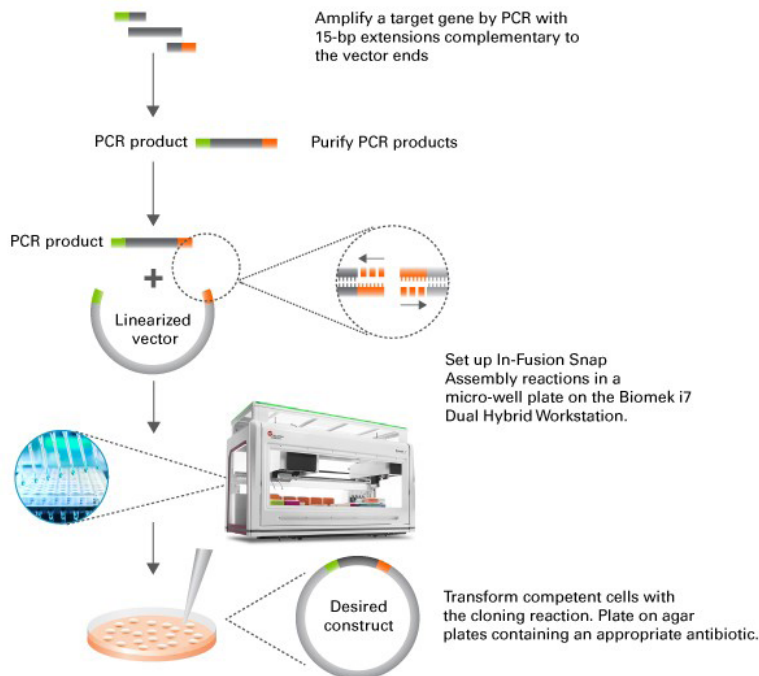 Amplify a target gene by PCR with
15-bp extensions complementary to
the vector ends
PCR product
Purify PCR products
PCR product
+
Linearized
vector
Set up In-Fusion Snap
Assembly reactions in a
micro-well plate on the Biomek i7
Dual Hybrid Workstation.
Desired
construct
Transform competent cells with
the cloning reaction. Plate on agar
plates containing an appropriate antibiotic.